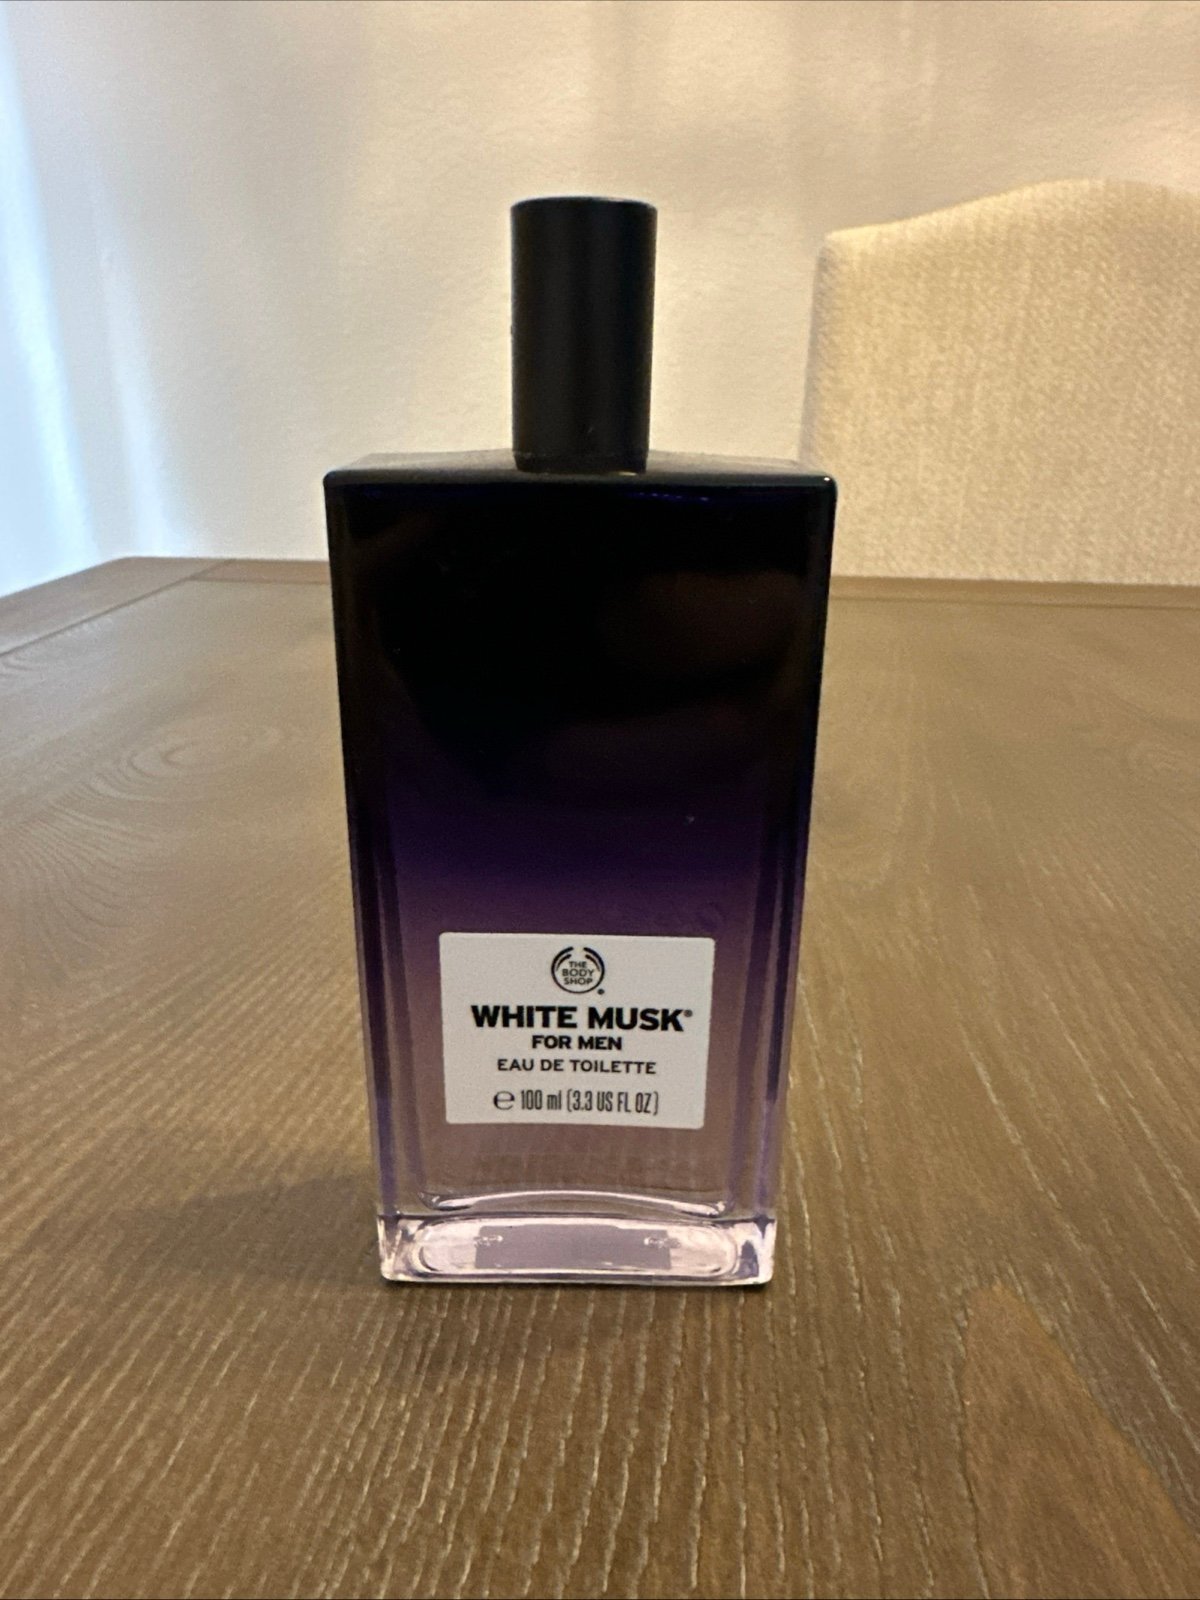 THE
BODY
SHOP®
WHITE MUSK®
FOR MEN
EAU DE TOILETTE
℮ 100 ml (3.3 US FL OZ)